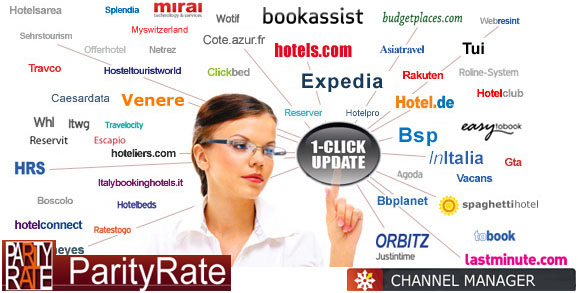 Hotelsarea
Splendia
mirai
technology & services
Wotif
bookassist
budgetplaces.com
Webresint
Sehrstourism
Myswitzerland
Cote.azur.fr
hotels.com
Asiatravel
Tui
Offerhotel
Netrez
Travco
Hosteltouristworld
Clickbed
Expedia
Rakuten
Roline-System
Caesardata
Venere
Reserver
Hotelpro
Hotel.de
Hotelclub
Whl
Itwg
Travelocity
Reservit
Escapio
hoteliers.com
1-CLICK
UPDATE
Bsp
easytobook
InItalia
Gta
HRS
Agoda
Vacans
Italybookinghotels.it
Boscolo
Hotelbeds
Bbplanet
spaghettihotel
hotelconnect
Ratestogo
ORBITZ
Justintime
tobook
lastminute.com
neyes
PARITY
RATE
ParityRate
CHANNEL MANAGER